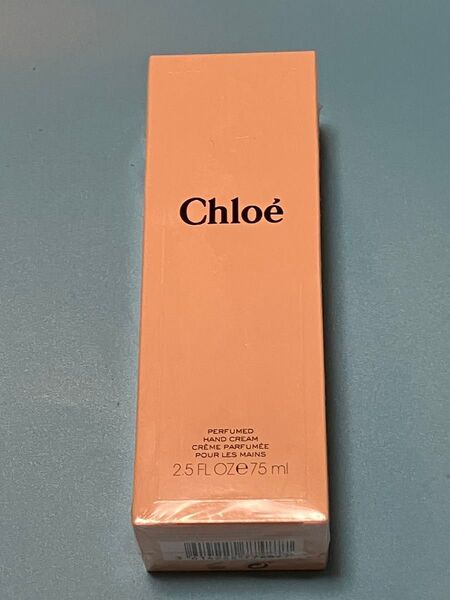 Chloé
PERFUMED
HAND CREAM
CRÈME PARFUMÉE
POUR LES MAINS
2.5 FL OZ e 75 ml